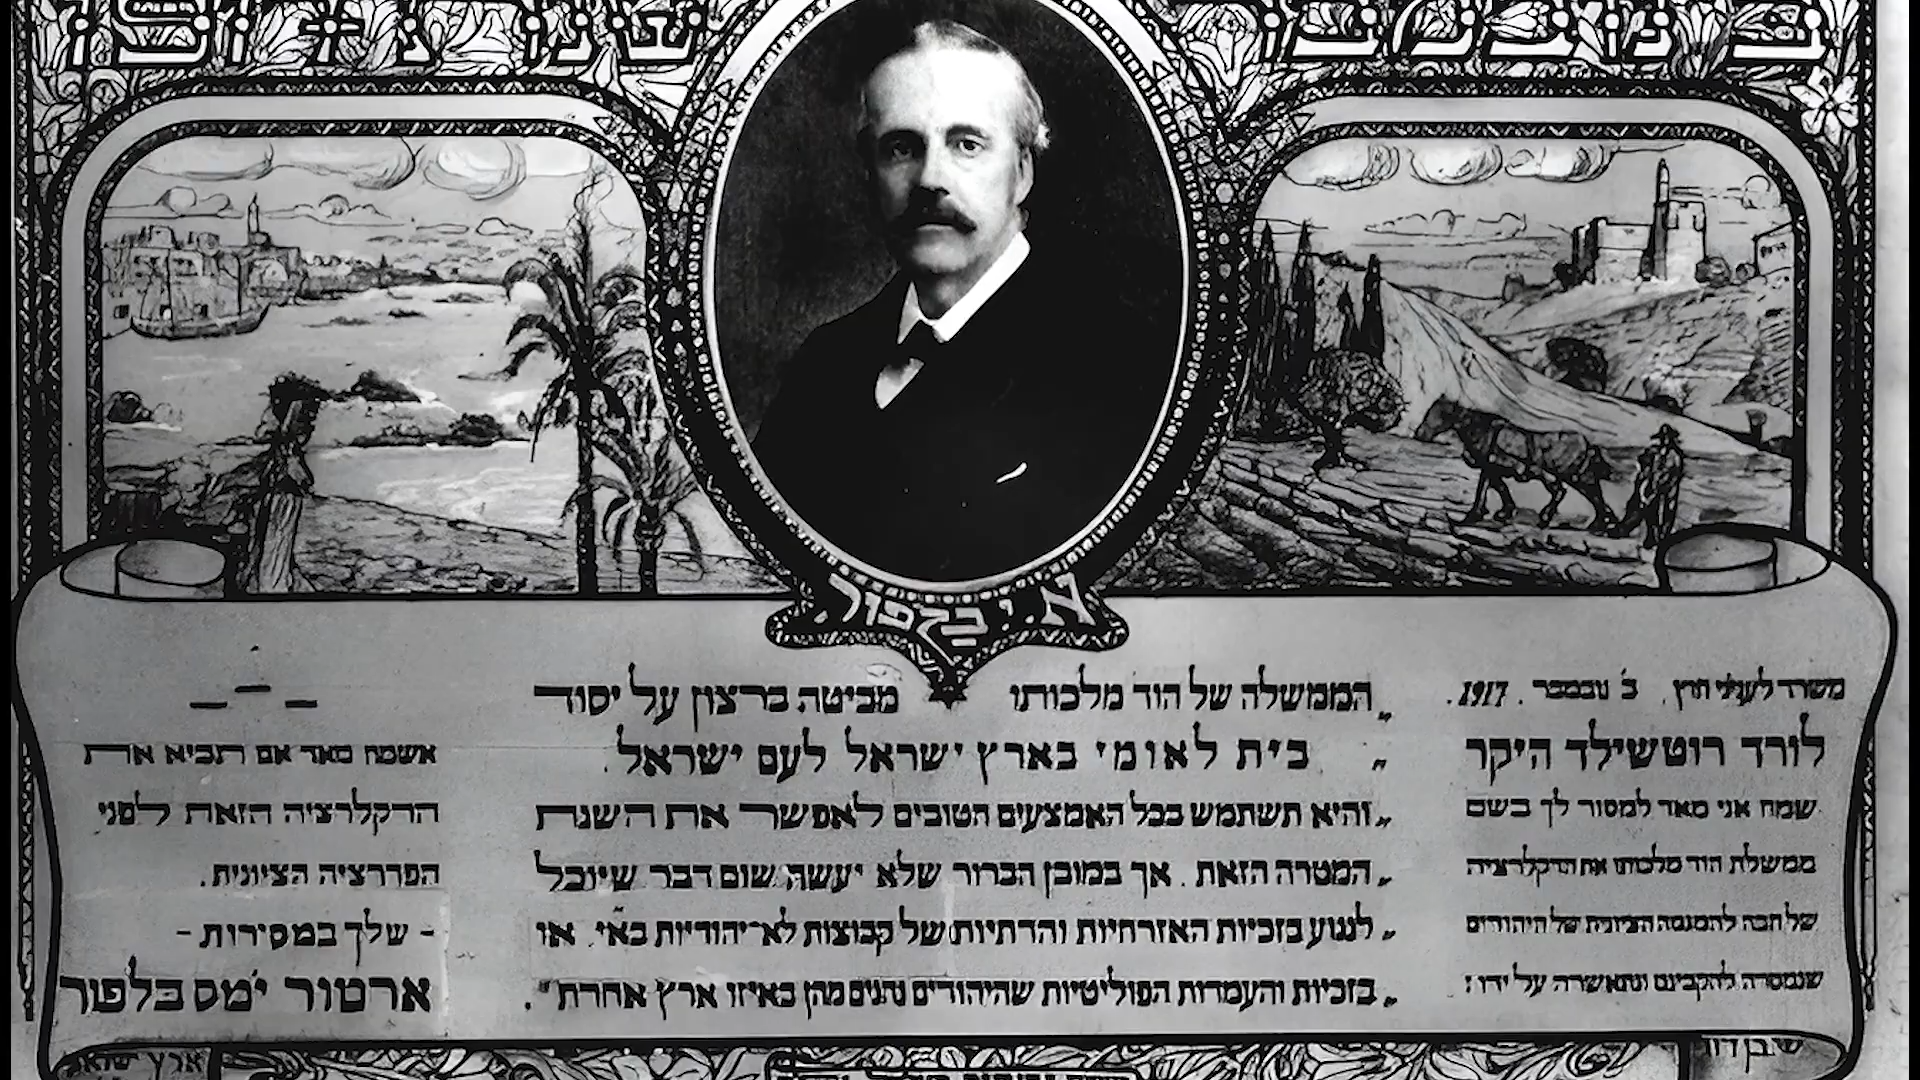 א. י. בלפור
משרד לעניני חוץ. ב' נובמבר 1917.
לורד רוטשילד היקר
שמח אני מאד למסור לך בשם
ממשלת הוד מלכותו את הדקלרציה
של חבה להמגמה הציונית של היהודים
שנמסרה להקבינט ונתאשרה על ידו:
„הממשלה של הוד מלכותו מביטה ברצון על יסוד
„ בית לאומי בארץ ישראל לעם ישראל.
„והיא תשתמש בכל האמצעים הטובים לאפשר את השגת
„המטרה הזאת. אך במובן הברור שלא יעשה שום דבר שיוכל
„לנגוע בזכיות האזרחיות והדתיות של קבוצות לא־יהודיות בא״י. או
„בזכיות והעמדות הפוליטיות שהיהודים נהנים מהן באיזו ארץ אחרת".
אשמח מאד אם תביא את
הדקלרציה הזאת לפני
הפדרציה הציונית.
- שלך במסירות -
ארטור ימס בלפור